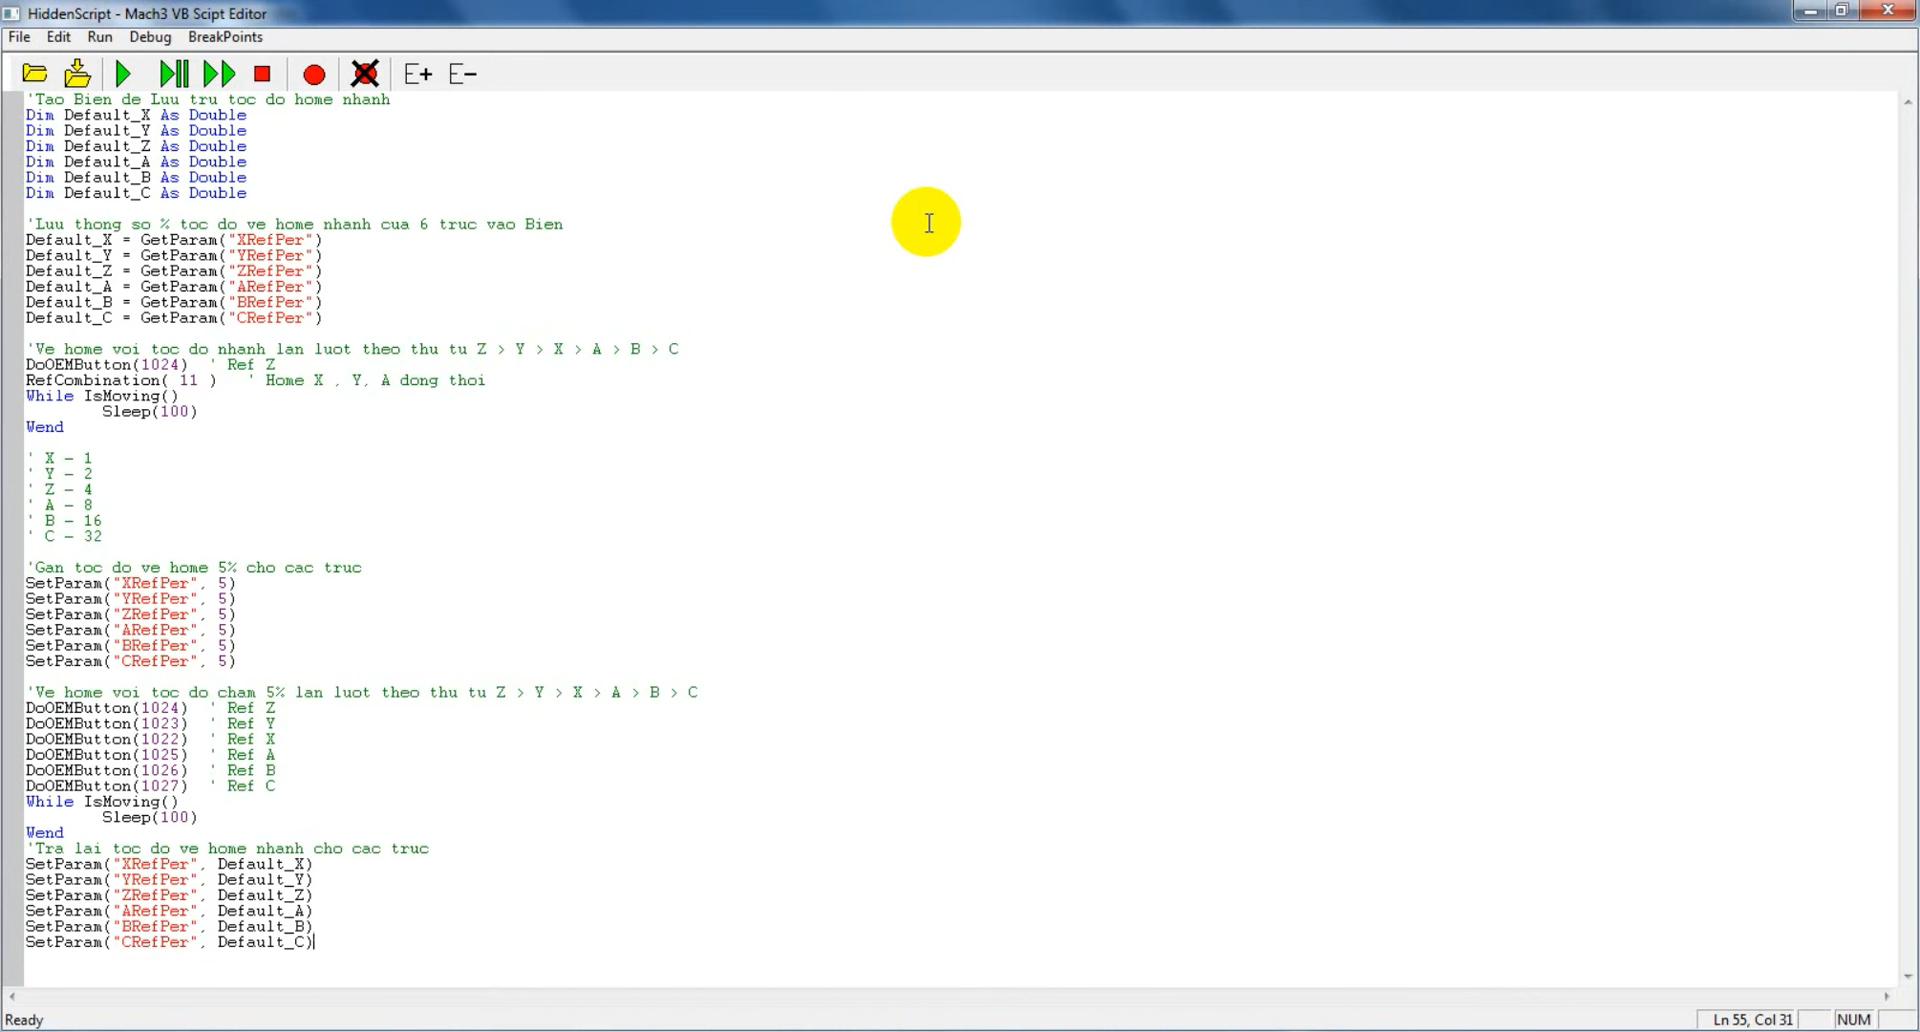 HiddenScript - Mach3 VB Scipt Editor
File Edit Run Debug BreakPoints
E+ E-
'Tao Bien de Luu tru toc do home nhanh
Dim Default_X As Double
Dim Default_Y As Double
Dim Default_Z As Double
Dim Default_A As Double
Dim Default_B As Double
Dim Default_C As Double
'Luu thong so % toc do ve home nhanh cua 6 truc vao Bien
Default_X = GetParam("XRefPer")
Default_Y = GetParam("YRefPer")
Default_Z = GetParam("ZRefPer")
Default_A = GetParam("ARefPer")
Default_B = GetParam("BRefPer")
Default_C = GetParam("CRefPer")
'Ve home voi toc do nhanh lan luot theo thu tu Z > Y > X > A > B > C
DoOEMButton(1024) ' Ref Z
RefCombination( 11 ) ' Home X , Y, A dong thoi
While IsMoving()
Sleep(100)
Wend
' X - 1
' Y - 2
' Z - 4
' A - 8
' B - 16
' C - 32
'Gan toc do ve home 5% cho cac truc
SetParam("XRefPer", 5)
SetParam("YRefPer", 5)
SetParam("ZRefPer", 5)
SetParam("ARefPer", 5)
SetParam("BRefPer", 5)
SetParam("CRefPer", 5)
'Ve home voi toc do cham 5% lan luot theo thu tu Z > Y > X > A > B > C
DoOEMButton(1024) ' Ref Z
DoOEMButton(1023) ' Ref Y
DoOEMButton(1022) ' Ref X
DoOEMButton(1025) ' Ref A
DoOEMButton(1026) ' Ref B
DoOEMButton(1027) ' Ref C
While IsMoving()
Sleep(100)
Wend
'Tra lai toc do ve home nhanh cho cac truc
SetParam("XRefPer", Default_X)
SetParam("YRefPer", Default_Y)
SetParam("ZRefPer", Default_Z)
SetParam("ARefPer", Default_A)
SetParam("BRefPer", Default_B)
SetParam("CRefPer", Default_C)
Ready Ln 55, Col 31 NUM